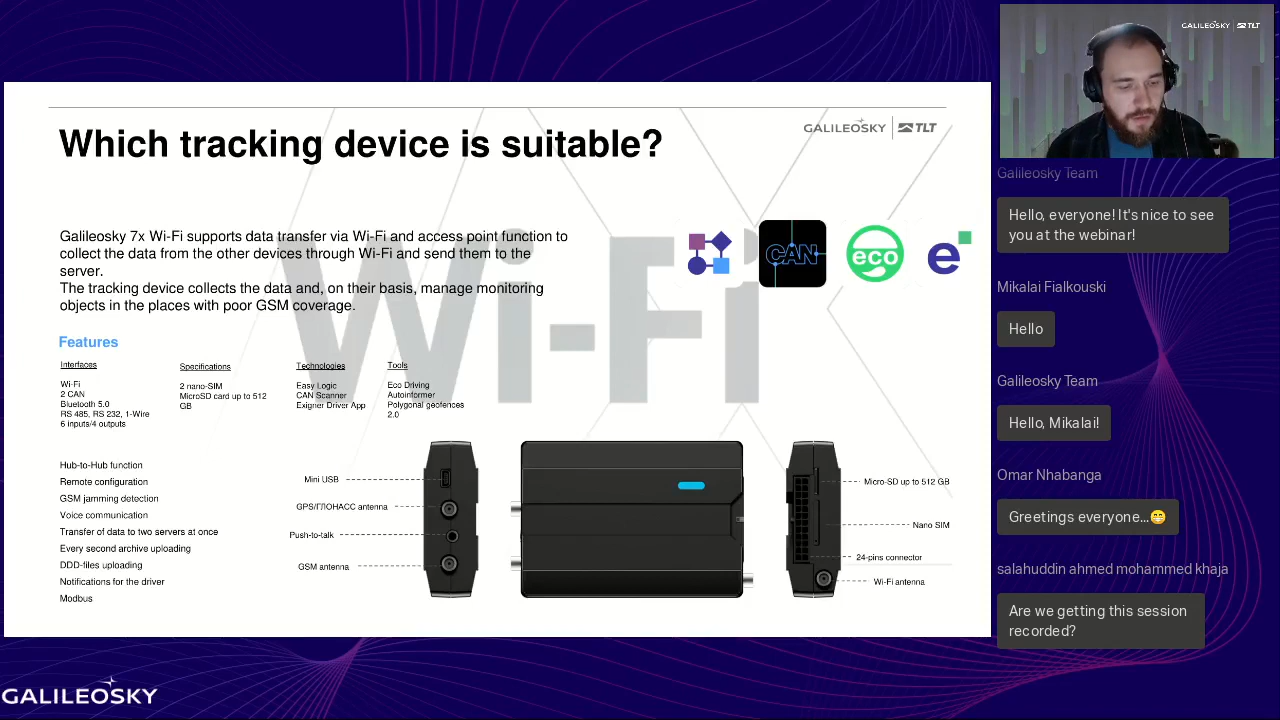 Which tracking device is suitable?
GALILEOSKY TLT
Galileosky 7x Wi-Fi supports data transfer via Wi-Fi and access point function to
collect the data from the other devices through Wi-Fi and send them to the
server.
The tracking device collects the data and, on their basis, manage monitoring
objects in the places with poor GSM coverage.
CAN
eco
e
Wi-Fi
Features
Interfaces
Wi-Fi
2 CAN
Bluetooth 5.0
RS 485, RS 232, 1-Wire
6 inputs/4 outputs
Specifications
2 nano-SIM
MicroSD card up to 512
GB
Technologies
Easy Logic
CAN Scanner
Exigner Driver App
Tools
Eco Driving
Autoinformer
Polygonal geofences
2.0
Hub-to-Hub function
Remote configuration
GSM jamming detection
Voice communication
Transfer of data to two servers at once
Every second archive uploading
DDD-files uploading
Notifications for the driver
Modbus
Mini USB
GPS/ГЛОНАСС antenna
Push-to-talk
GSM antenna
Micro-SD up to 512 GB
Nano SIM
24-pins connector
Wi-Fi antenna
GALILEOSKY
GALILEOSKY TLT
Galileosky Team
Hello, everyone! It's nice to see
you at the webinar!
Mikalai Fialkouski
Hello
Galileosky Team
Hello, Mikalai!
Omar Nhabanga
Greetings everyone...😁
salahuddin ahmed mohammed khaja
Are we getting this session
recorded?